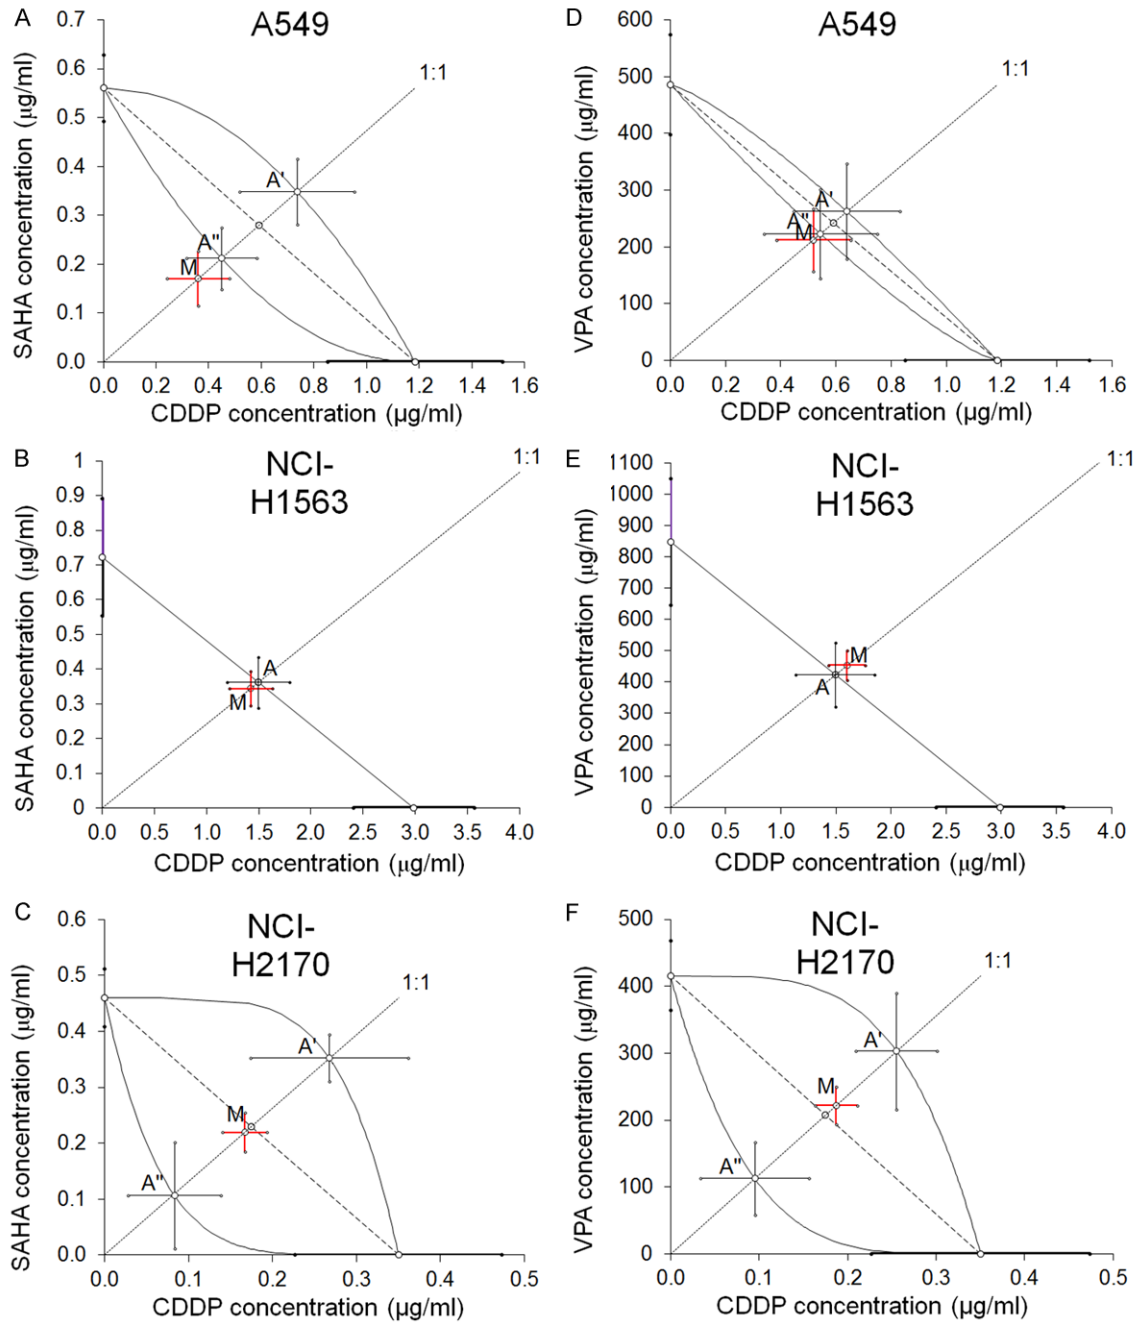 A
A549
SAHA concentration (µg/ml)
0.7
0.6
0.5
0.4
0.3
0.2
0.1
0.0
1:1
A'
A"
M
0.0 0.2 0.4 0.6 0.8 1.0 1.2 1.4 1.6
CDDP concentration (µg/ml)
D
A549
VPA concentration (µg/ml)
600
500
400
300
200
100
0
1:1
A'
A"
M
0.0 0.2 0.4 0.6 0.8 1.0 1.2 1.4 1.6
CDDP concentration (µg/ml)
B
NCI-
H1563
SAHA concentration (µg/ml)
1
0.9
0.8
0.7
0.6
0.5
0.4
0.3
0.2
0.1
0
1:1
A
M
0.0 0.5 1.0 1.5 2.0 2.5 3.0 3.5 4.0
CDDP concentration (µg/ml)
E
NCI-
H1563
VPA concentration (µg/ml)
1100
1000
900
800
700
600
500
400
300
200
100
0
1:1
M
A
0.0 0.5 1.0 1.5 2.0 2.5 3.0 3.5 4.0
CDDP concentration (µg/ml)
C
NCI-
H2170
SAHA concentration (µg/ml)
0.6
0.5
0.4
0.3
0.2
0.1
0.0
1:1
A'
M
A"
0.0 0.1 0.2 0.3 0.4 0.5
CDDP concentration (µg/ml)
F
NCI-
H2170
VPA concentration (µg/ml)
500
400
300
200
100
0
1:1
A'
M
A"
0.0 0.1 0.2 0.3 0.4 0.5
CDDP concentration (µg/ml)